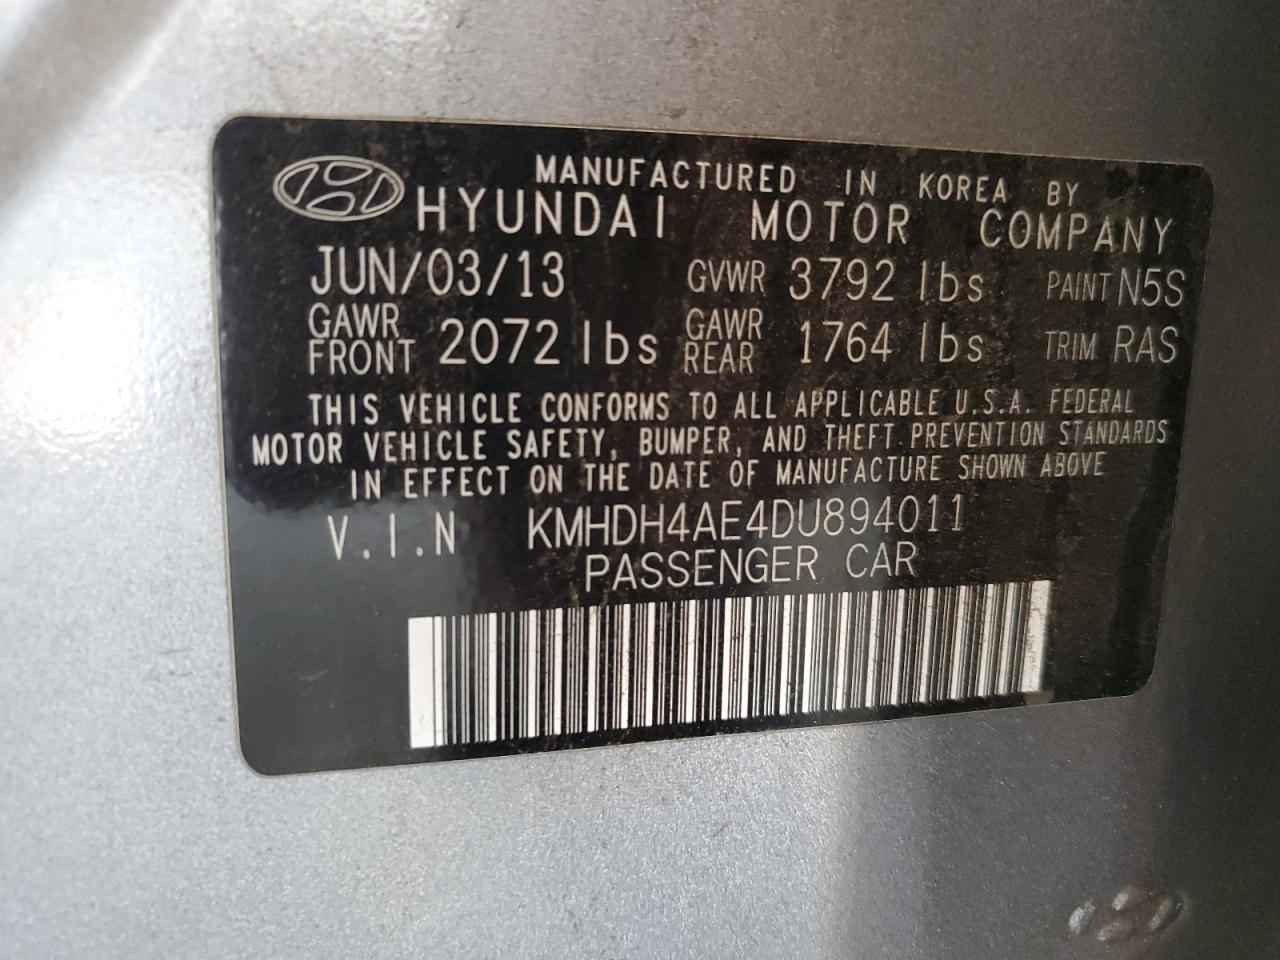 MANUFACTURED IN KOREA BY
HYUNDAI MOTOR COMPANY
JUN/03/13 GVWR 3792 lbs PAINT N5S
GAWR FRONT 2072 lbs GAWR REAR 1764 lbs TRIM RAS
THIS VEHICLE CONFORMS TO ALL APPLICABLE U.S.A. FEDERAL
MOTOR VEHICLE SAFETY, BUMPER, AND THEFT PREVENTION STANDARDS
IN EFFECT ON THE DATE OF MANUFACTURE SHOWN ABOVE
V.I.N KMHDH4AE4DU894011
PASSENGER CAR